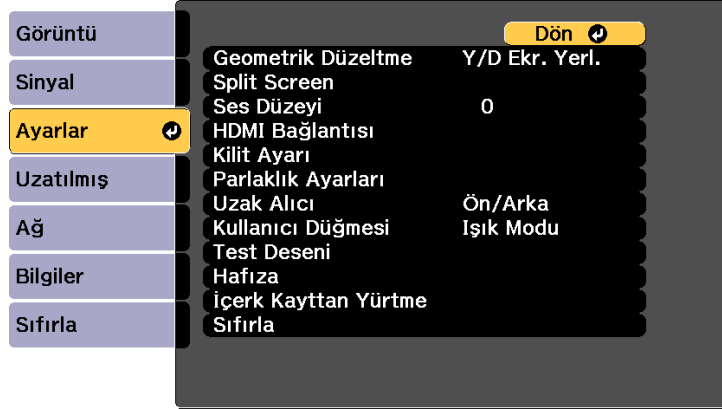 Görüntü
Sinyal
Ayarlar
Uzatılmış
Ağ
Bilgiler
Sıfırla
Dön
Geometrik Düzeltme Y/D Ekr. Yerl.
Split Screen
Ses Düzeyi 0
HDMI Bağlantısı
Kilit Ayarı
Parlaklık Ayarları
Uzak Alıcı Ön/Arka
Kullanıcı Düğmesi Işık Modu
Test Deseni
Hafıza
İçerk Kayttan Yürtme
Sıfırla